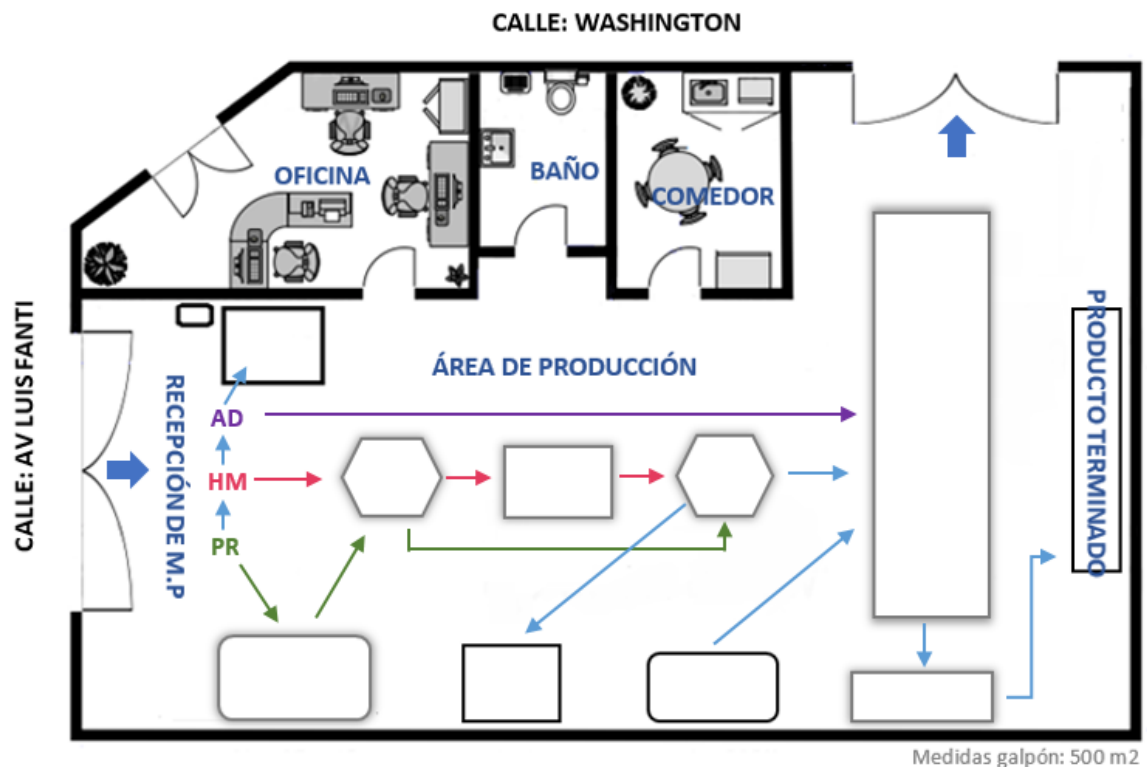 CALLE: WASHINGTON
OFICINA
BAÑO
COMEDOR
CALLE: AV LUIS FANTI
RECEPCIÓN DE M.P
ÁREA DE PRODUCCIÓN
PRODUCTO TERMINADO
AD
HM
PR
Medidas galpón: 500 m2